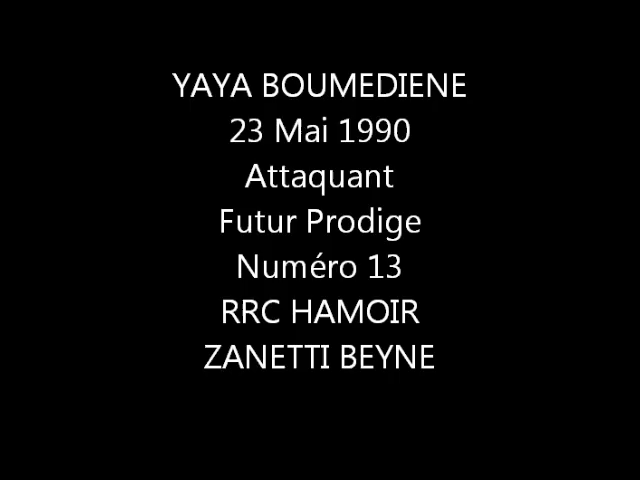 YAYA BOUMEDIENE
23 Mai 1990
Attaquant
Futur Prodige
Numéro 13
RRC HAMOIR
ZANETTI BEYNE